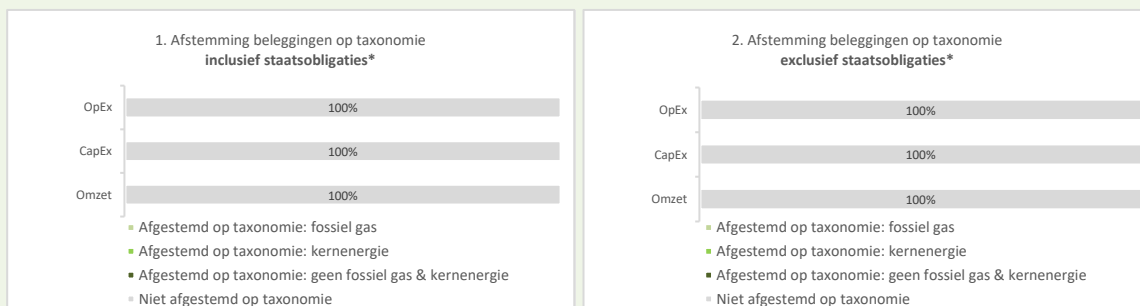 1. Afstemming beleggingen op taxonomie
inclusief staatsobligaties*
OpEx
100%
CapEx
100%
Omzet
100%
Afgestemd op taxonomie: fossiel gas
Afgestemd op taxonomie: kernenergie
Afgestemd op taxonomie: geen fossiel gas & kernenergie
Niet afgestemd op taxonomie
2. Afstemming beleggingen op taxonomie
exclusief staatsobligaties*
OpEx
100%
CapEx
100%
Omzet
100%
Afgestemd op taxonomie: fossiel gas
Afgestemd op taxonomie: kernenergie
Afgestemd op taxonomie: geen fossiel gas & kernenergie
Niet afgestemd op taxonomie